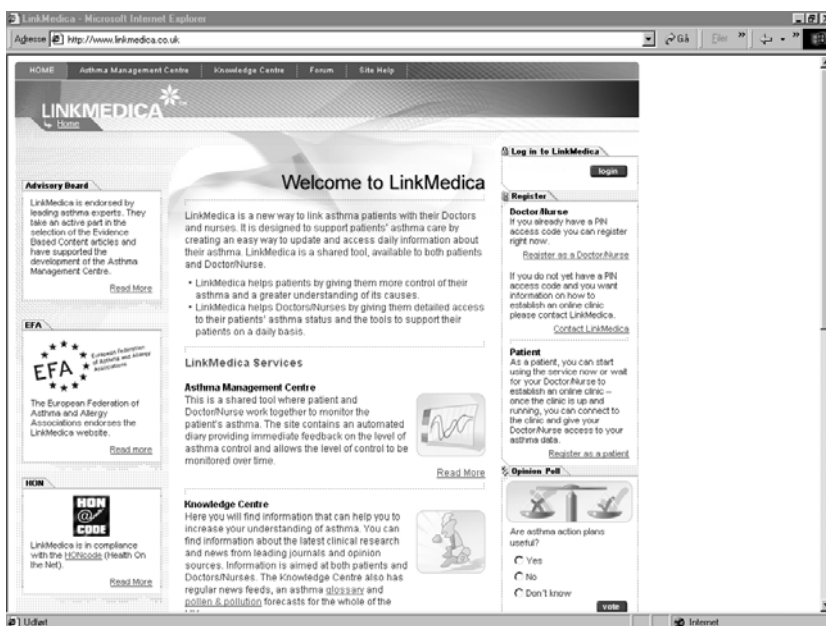 LinkMedica - Microsoft Internet Explorer
Adresse http://www.linkmedica.co.uk Gå Eiler » »
HOME Asthma Management Centre Knowledge Centre Forum Site Help
LINKMEDICA
Home
Advisory Board
LinkMedica is endorsed by
leading asthma experts. They
take an active part in the
selection of the Evidence
Based Content articles and
have supported the
development of the Asthma
Management Centre.
Read More
EFA
EFA European Federation
of Asthma and Allergy
Associations
The European Federation of
Asthma and Allergy
Associations endorses the
LinkMedica website.
Read more
HON
HON
@
CODE
LinkMedica is in compliance
with the HONcode (Health On
the Net).
Read More
Welcome to LinkMedica
LinkMedica is a new way to link asthma patients with their Doctors
and nurses. It is designed to support patients' asthma care by
creating an easy way to update and access daily information about
their asthma. LinkMedica is a shared tool, available to both patients
and Doctor/Nurse.
• LinkMedica helps patients by giving them more control of their
asthma and a greater understanding of its causes.
• LinkMedica helps Doctors/Nurses by giving them detailed access
to their patients' asthma status and the tools to support their
patients on a daily basis.
LinkMedica Services
Asthma Management Centre
This is a shared tool where patient and
Doctor/Nurse work together to monitor the
patient's asthma. The site contains an automated
diary providing immediate feedback on the level of
asthma control and allows the level of control to be
monitored over time.
Read More
Knowledge Centre
Here you will find information that can help you to
increase your understanding of asthma. You can
find information about the latest clinical research
and news from leading journals and opinion
sources. Information is aimed at both patients and
Doctors/Nurses. The Knowledge Centre also has
regular news feeds, an asthma glossary and
pollen & pollution forecasts for the whole of the
Log in to LinkMedica
login
Register
Doctor/Nurse
If you already have a PIN
access code you can register
right now.
Register as a Doctor/Nurse
If you do not yet have a PIN
access code and you want
information on how to
establish an online clinic
please contact LinkMedica.
Contact LinkMedica
Patient
As a patient, you can start
using the service now or wait
for your Doctor/Nurse to
establish an online clinic –
once the clinic is up and
running, you can connect to
the clinic and give your
Doctor/Nurse access to your
asthma data.
Register as a patient
Opinion Poll
Are asthma action plans
useful?
Yes
No
Don't know
vote
Udført Internet